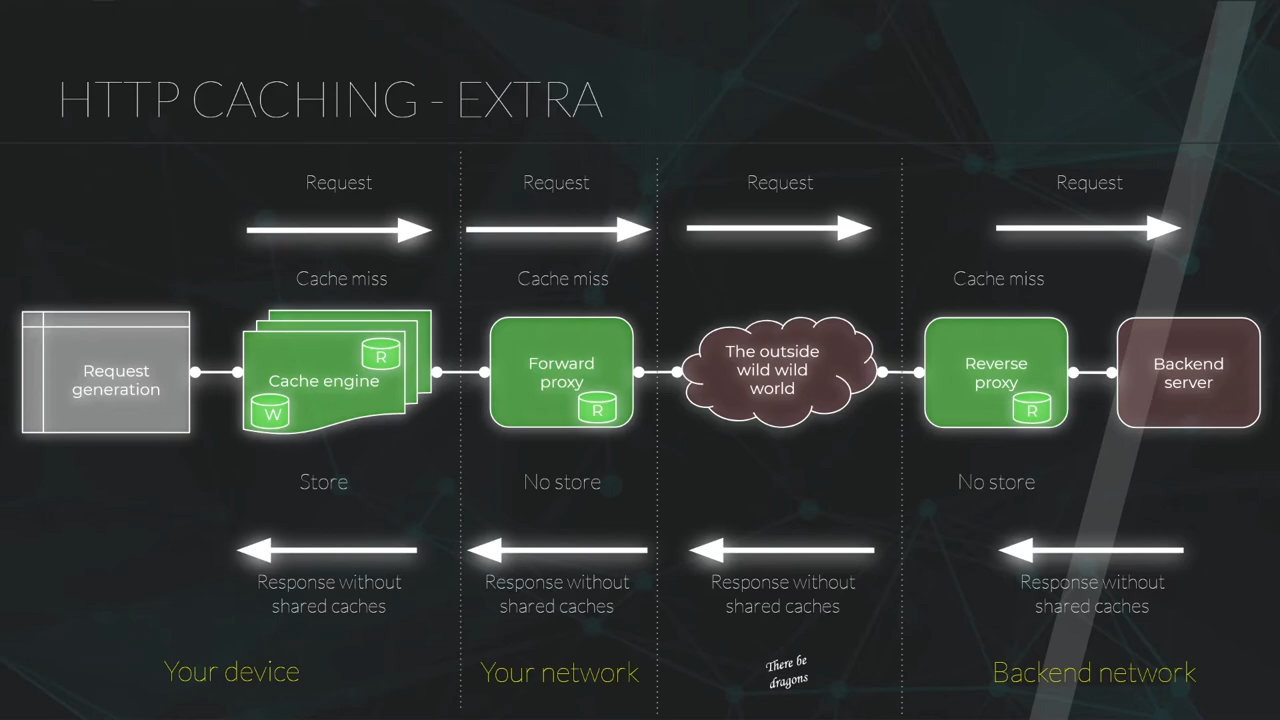 HTTP CACHING - EXTRA
Request
Request
Request
Request
Cache miss
Cache miss
Cache miss
Request
generation
R
Cache engine
W
Forward
proxy
R
The outside
wild wild
world
Reverse
proxy
R
Backend
server
Store
No store
No store
Response without
shared caches
Response without
shared caches
Response without
shared caches
Response without
shared caches
Your device
Your network
There be
dragons
Backend network